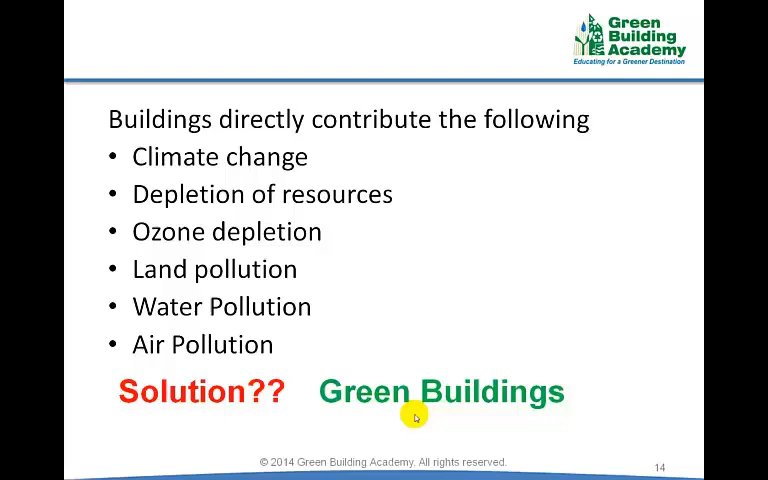 Green
Building
Academy
Educating for a Greener Destination
Buildings directly contribute the following
• Climate change
• Depletion of resources
• Ozone depletion
• Land pollution
• Water Pollution
• Air Pollution
Solution?? Green Buildings
© 2014 Green Building Academy. All rights reserved.
14